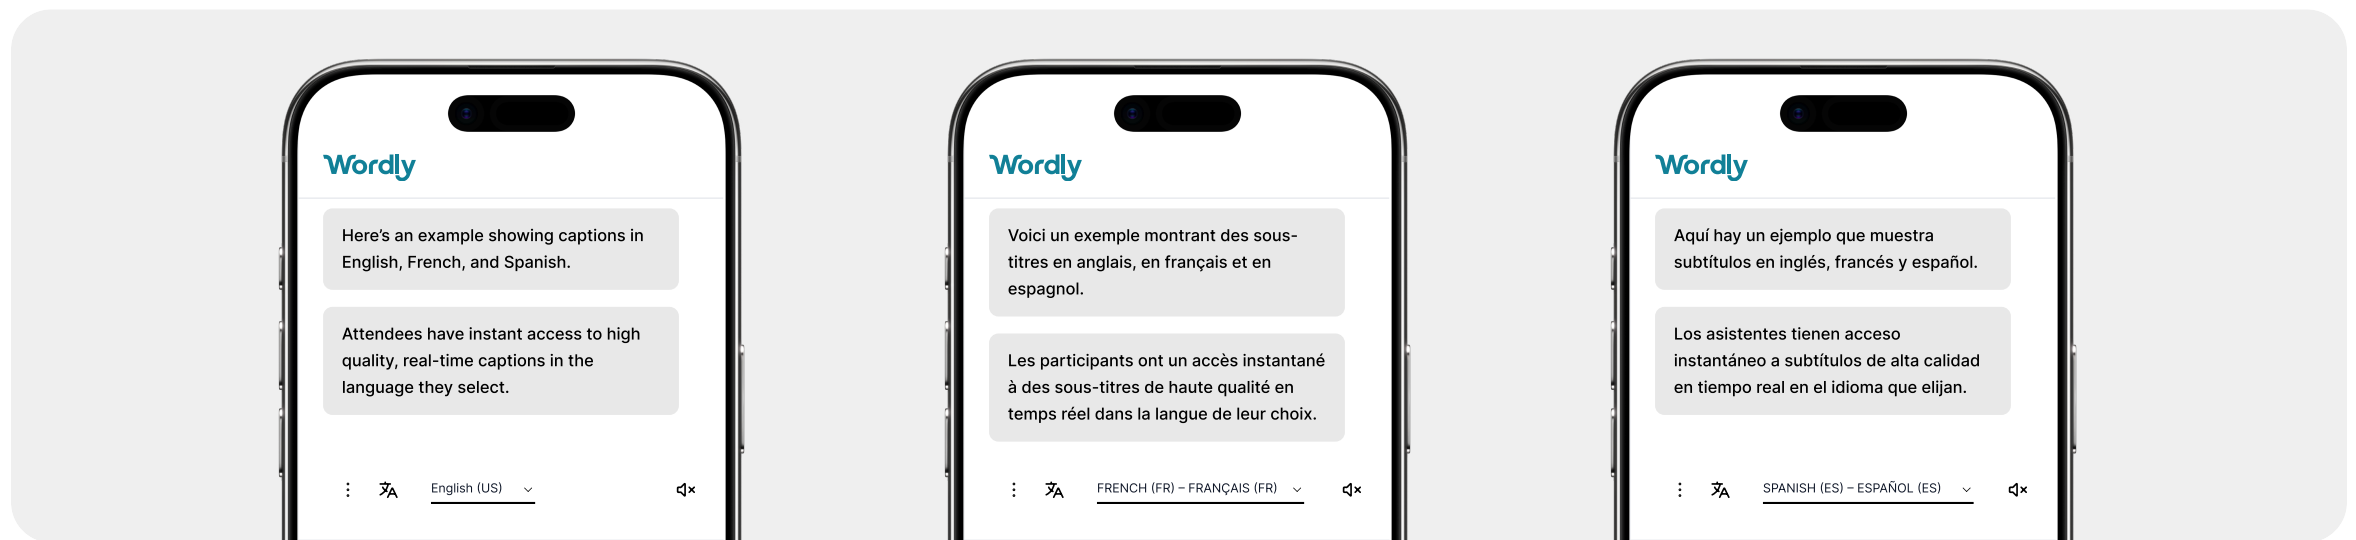 Wordly
Here’s an example showing captions in
English, French, and Spanish.
Attendees have instant access to high
quality, real-time captions in the
language they select.
English (US)
Wordly
Voici un exemple montrant des sous-
titres en anglais, en français et en
espagnol.
Les participants ont un accès instantané
à des sous-titres de haute qualité en
temps réel dans la langue de leur choix.
FRENCH (FR) – FRANÇAIS (FR)
Wordly
Aquí hay un ejemplo que muestra
subtítulos en inglés, francés y español.
Los asistentes tienen acceso
instantáneo a subtítulos de alta calidad
en tiempo real en el idioma que elijan.
SPANISH (ES) – ESPAÑOL (ES)